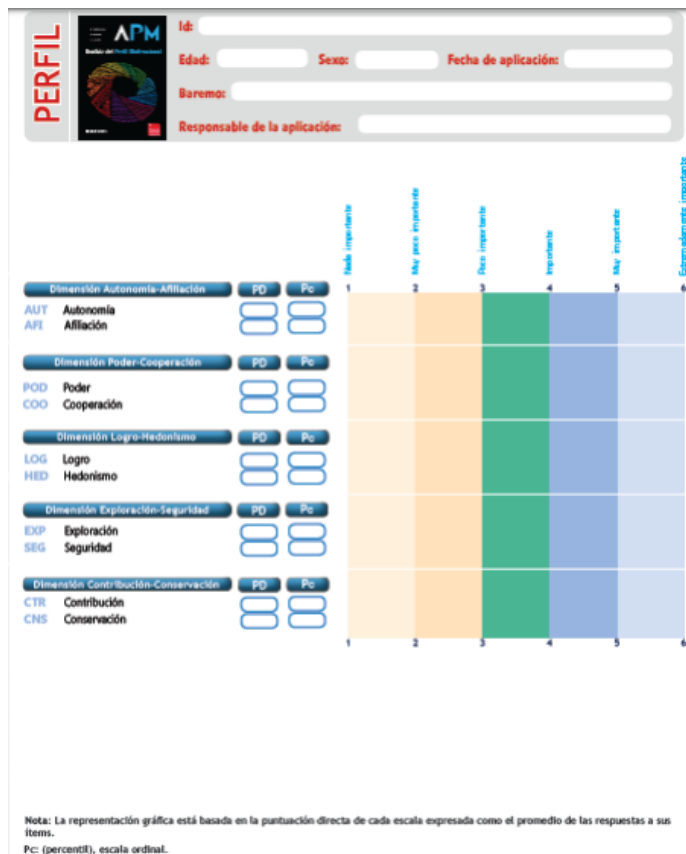 PERFIL
APM
Análisis del Perfil Motivacional
Id:
Edad: Sexo: Fecha de aplicación:
Baremo:
Responsable de la aplicación:
Nada importante
Muy poco importante
Poco importante
Importante
Muy importante
Extremadamente importante
Dimensión Autonomía-Afiliación PD Pc 1 2 3 4 5 6
AUT Autonomía
AFI Afiliación
Dimensión Poder-Cooperación PD Pc
POD Poder
COO Cooperación
Dimensión Logro-Hedonismo PD Pc
LOG Logro
HED Hedonismo
Dimensión Exploración-Seguridad PD Pc
EXP Exploración
SEG Seguridad
Dimensión Contribución-Conservación PD Pc
CTR Contribución
CNS Conservación
1 2 3 4 5 6
Nota: La representación gráfica está basada en la puntuación directa de cada escala expresada como el promedio de las respuestas a sus
ítems.
Pc: (percentil), escala ordinal.